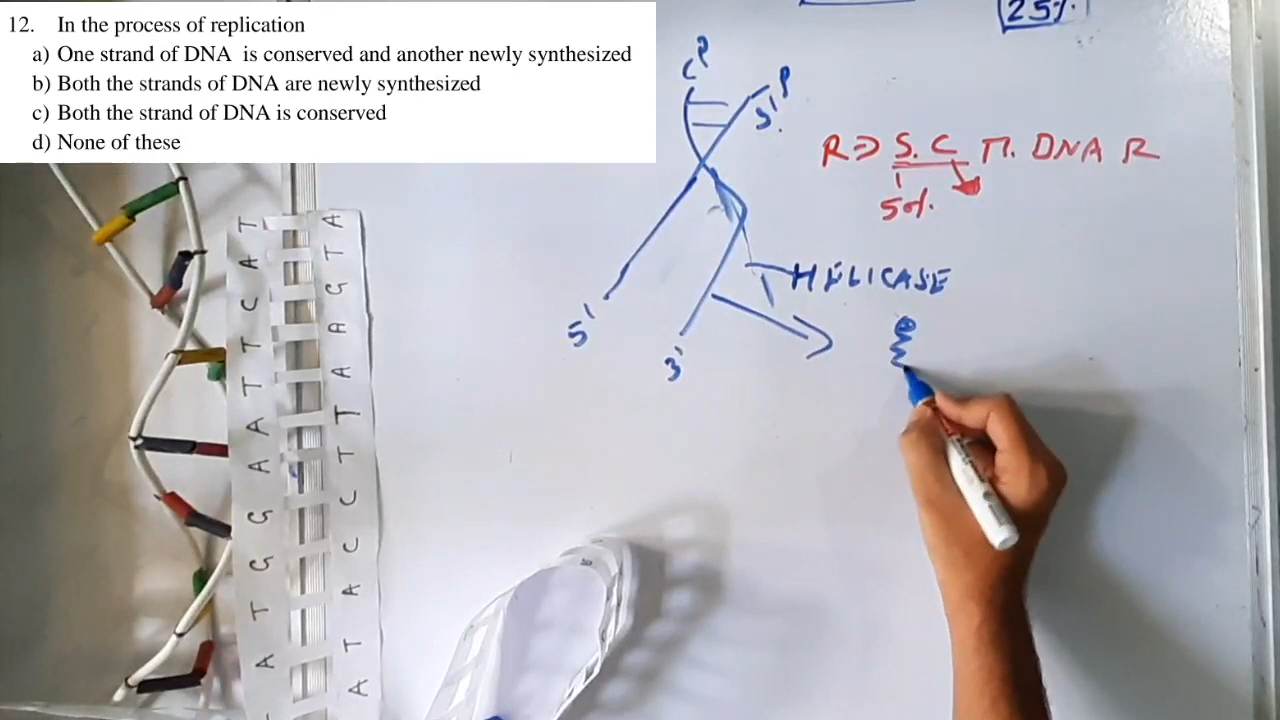 12. In the process of replication
a) One strand of DNA is conserved and another newly synthesized
b) Both the strands of DNA are newly synthesized
c) Both the strand of DNA is conserved
d) None of these
25%
5'
R⇒ S.C M. DNA R
50%
HELICASE
5'
3'
A T G G A A T T C A T
A T A C C T T A A G T A